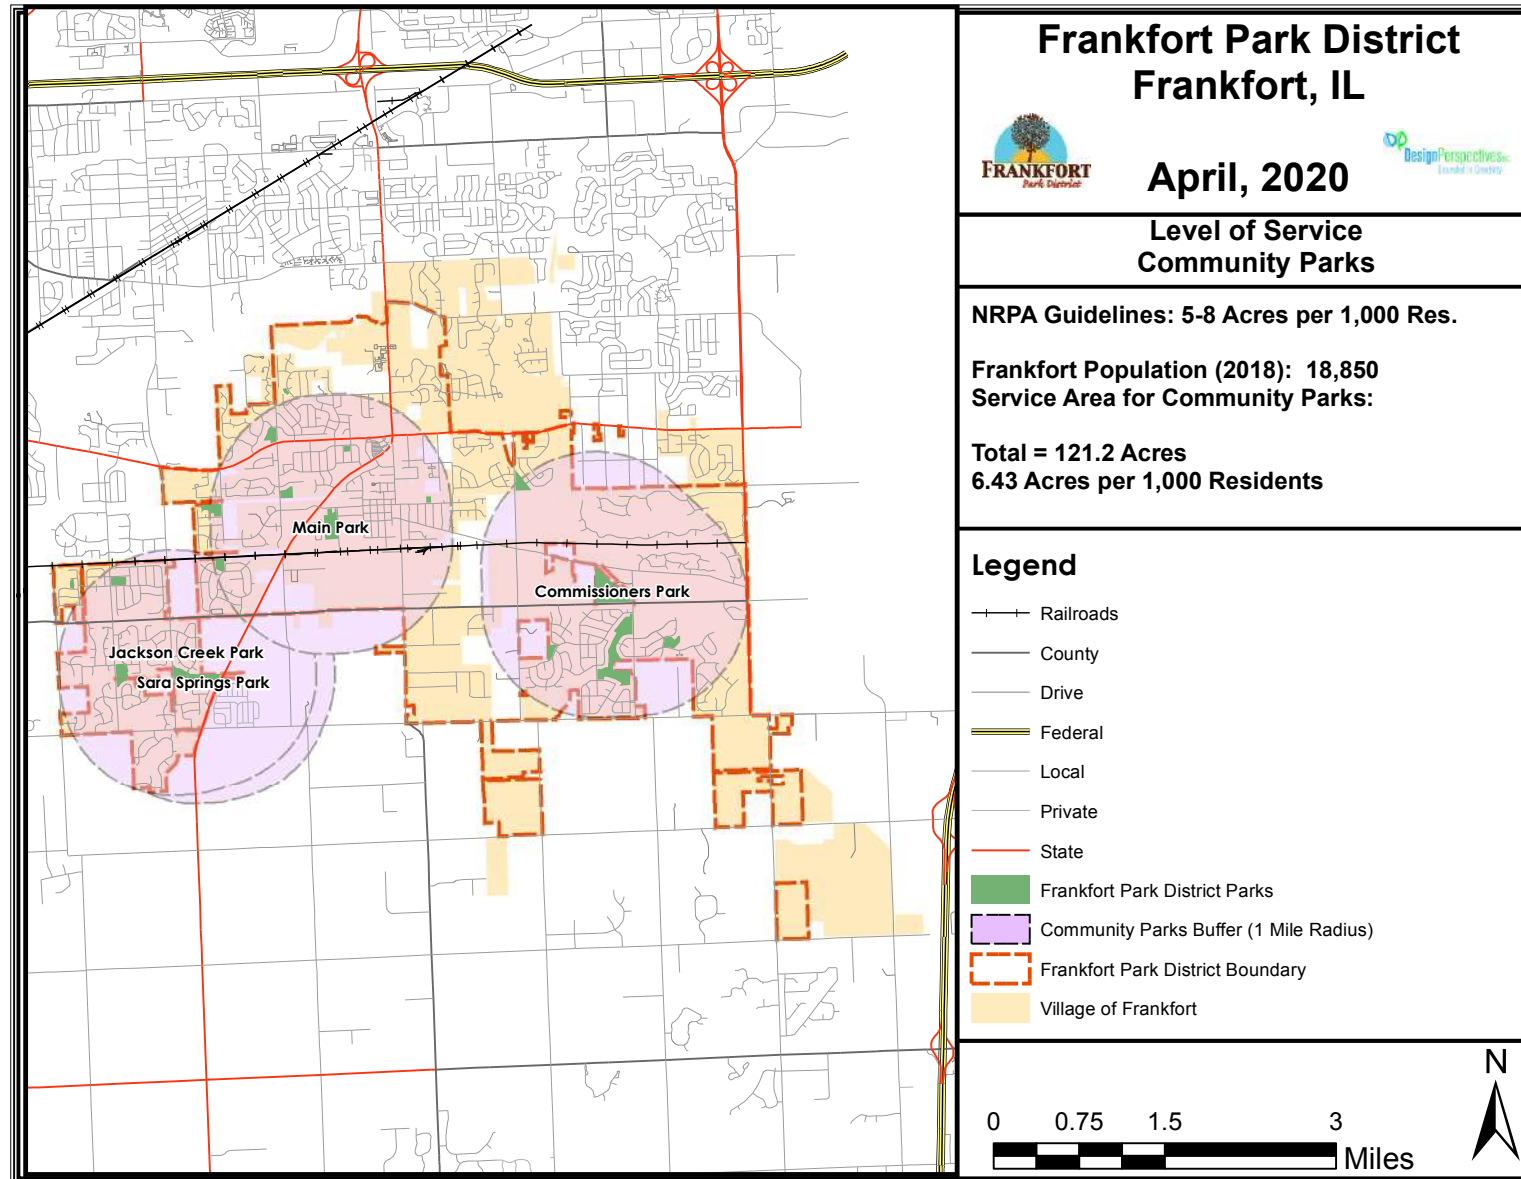 Frankfort Park District
Frankfort, IL
FRANKFORT
Park District
April, 2020
DesignPerspectives
Level of Service
Community Parks
NRPA Guidelines: 5-8 Acres per 1,000 Res.
Frankfort Population (2018): 18,850
Service Area for Community Parks:
Total = 121.2 Acres
6.43 Acres per 1,000 Residents
Legend
Railroads
County
Drive
Federal
Local
Private
State
Frankfort Park District Parks
Community Parks Buffer (1 Mile Radius)
Frankfort Park District Boundary
Village of Frankfort
N
0 0.75 1.5 3
Miles
Main Park
Commissioners Park
Jackson Creek Park
Sara Springs Park